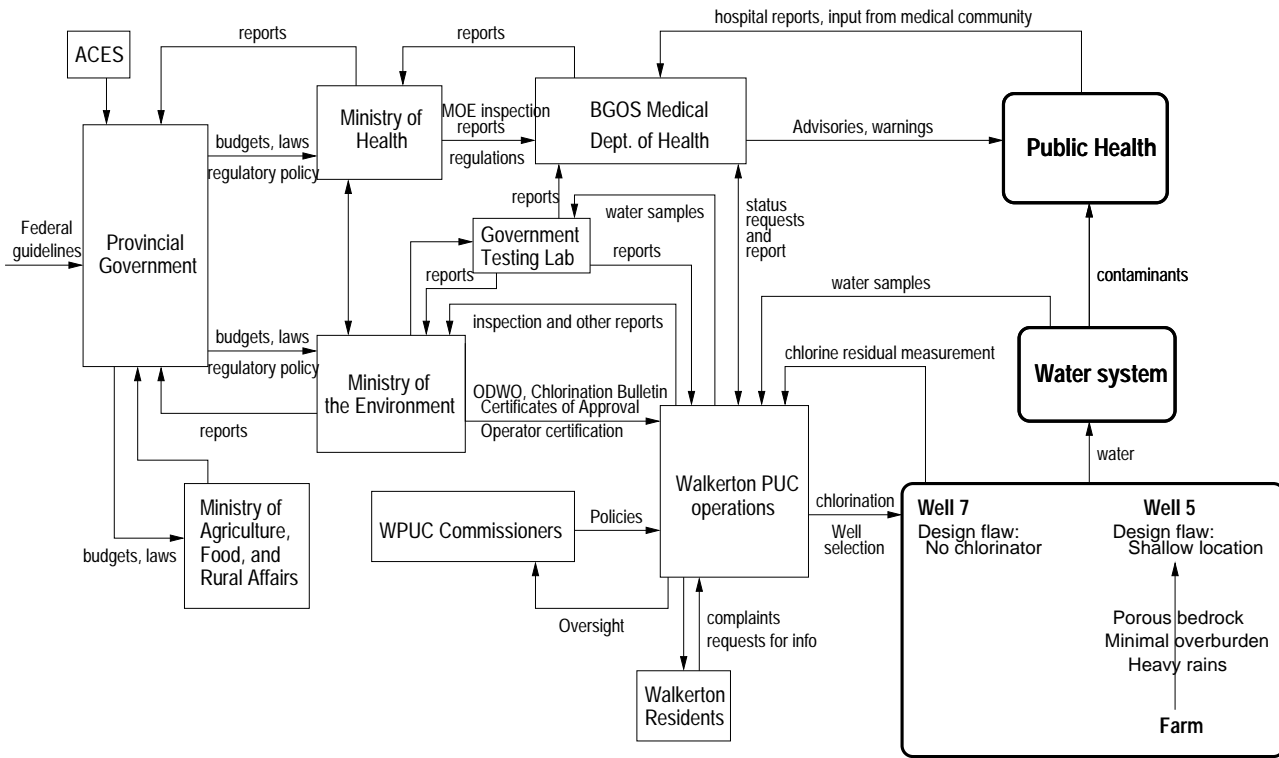 hospital reports, input from medical community
ACES
reports
reports
Ministry of
Health
MOE inspection
reports
regulations
BGOS Medical
Dept. of Health
Advisories, warnings
Public Health
budgets, laws
regulatory policy
Federal
guidelines
Provincial
Government
reports
water samples
status
requests
and
report
Government
Testing Lab
reports
reports
contaminants
water samples
inspection and other reports
budgets, laws
regulatory policy
chlorine residual measurement
Water system
Ministry of
the Environment
ODWO, Chlorination Bulletin
Certificates of Approval
Operator certification
reports
water
Walkerton PUC
operations
Ministry of
Agriculture,
Food, and
Rural Affairs
budgets, laws
WPUC Commissioners
Policies
chlorination
Well
selection
Well 7
Design flaw:
No chlorinator
Well 5
Design flaw:
Shallow location
Oversight
complaints
requests for info
Porous bedrock
Minimal overburden
Heavy rains
Walkerton
Residents
Farm